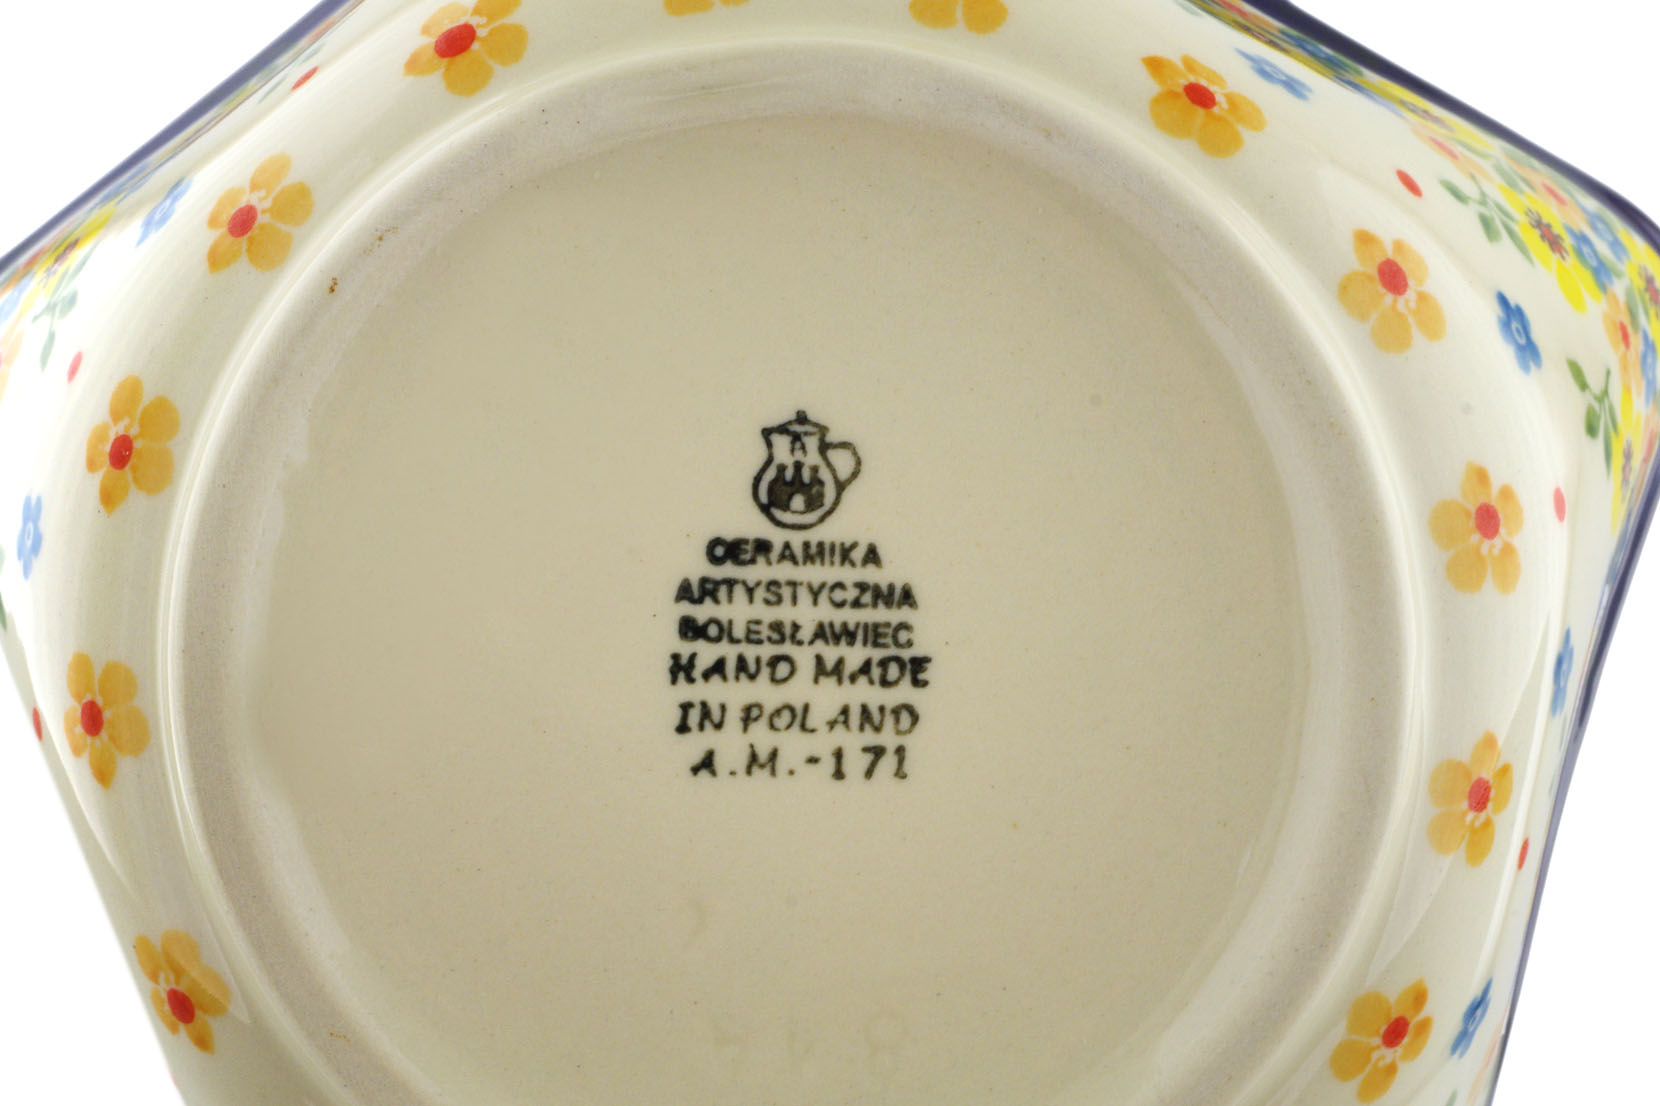 CERAMIKA
ARTYSTYCZNA
BOLESŁAWIEC
HAND MADE
IN POLAND
A.M.-171